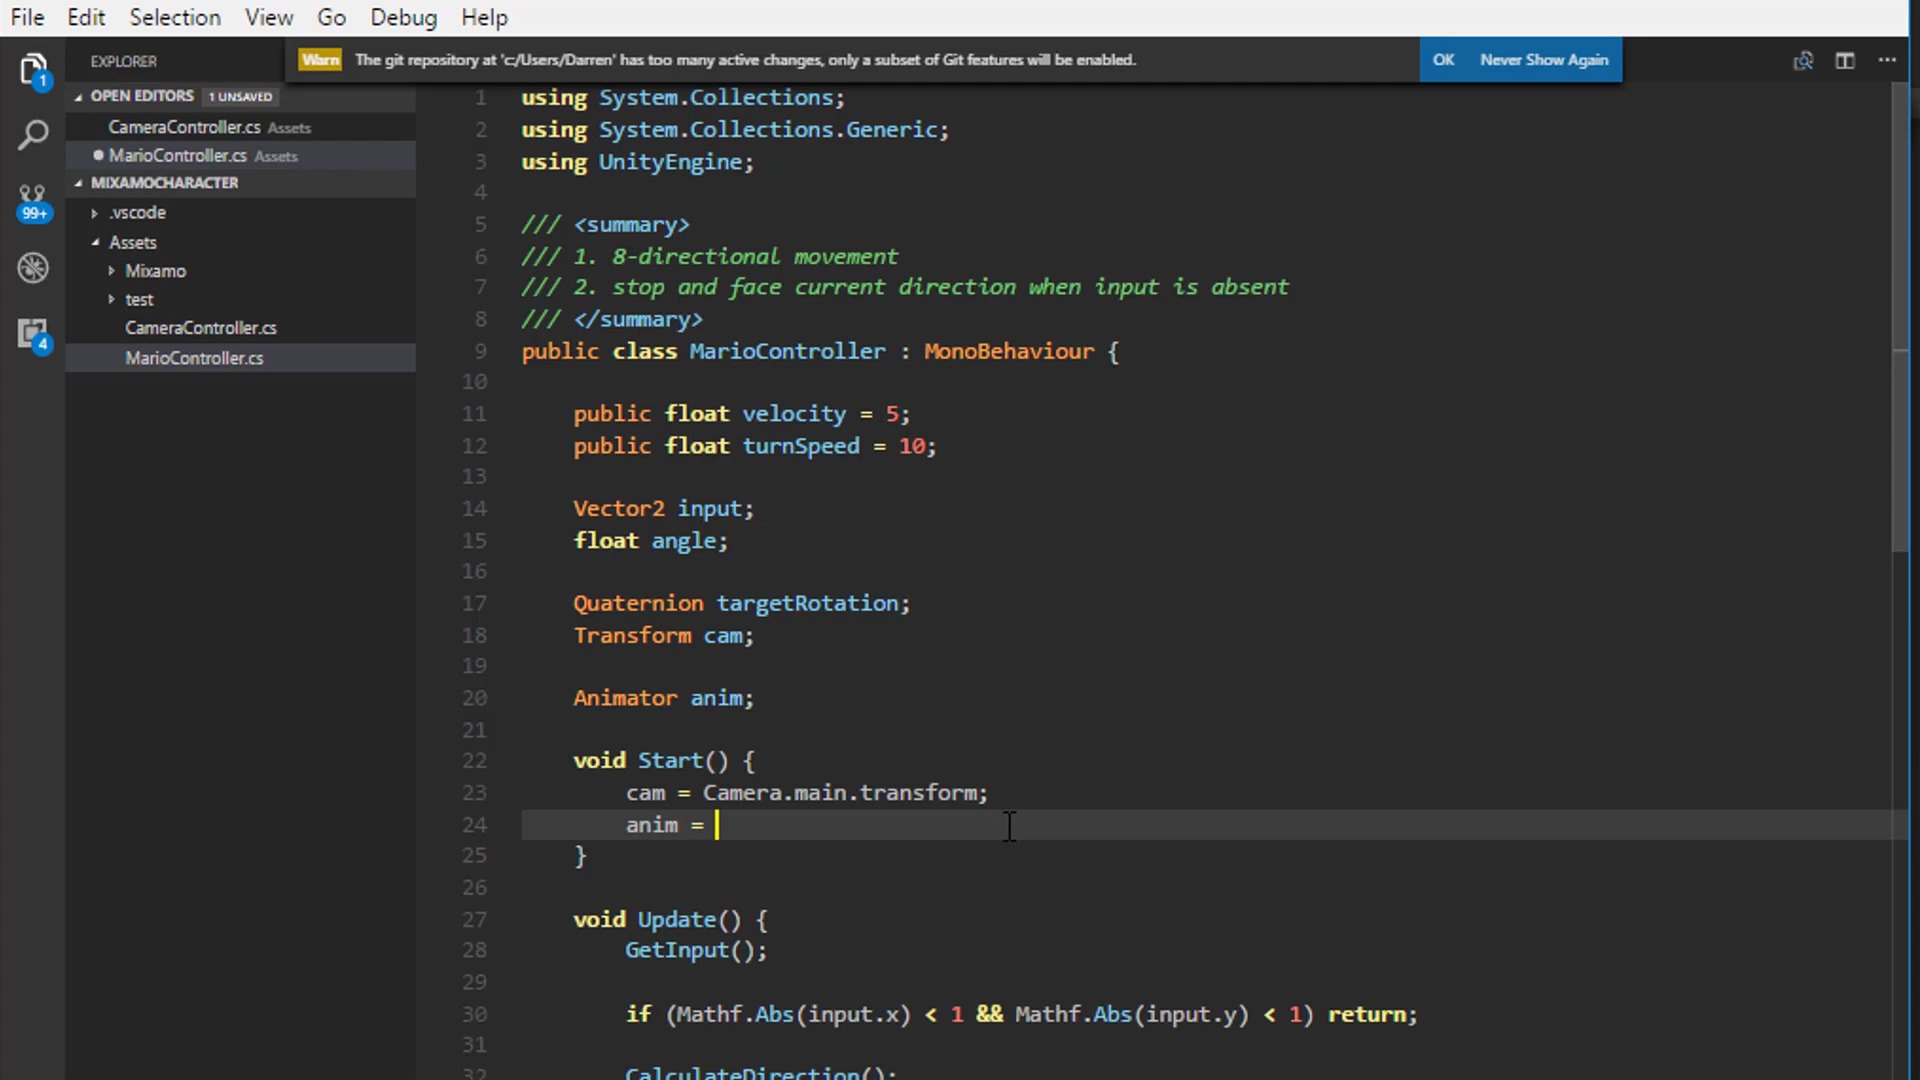 File Edit Selection View Go Debug Help
EXPLORER
Warn The git repository at 'c:/Users/Darren' has too many active changes, only a subset of Git features will be enabled. OK Never Show Again
1
OPEN EDITORS 1 UNSAVED
CameraController.cs Assets
MarioController.cs Assets
MIXAMOCHARACTER
.vscode
99+
Assets
Mixamo
test
CameraController.cs
4
MarioController.cs
1 using System.Collections;
2 using System.Collections.Generic;
3 using UnityEngine;
4
5 /// <summary>
6 /// 1. 8-directional movement
7 /// 2. stop and face current direction when input is absent
8 /// </summary>
9 public class MarioController : MonoBehaviour {
10
11 public float velocity = 5;
12 public float turnSpeed = 10;
13
14 Vector2 input;
15 float angle;
16
17 Quaternion targetRotation;
18 Transform cam;
19
20 Animator anim;
21
22 void Start() {
23 cam = Camera.main.transform;
24 anim =
25 }
26
27 void Update() {
28 GetInput();
29
30 if (Mathf.Abs(input.x) < 1 && Mathf.Abs(input.y) < 1) return;
31
32 CalculateDirection();